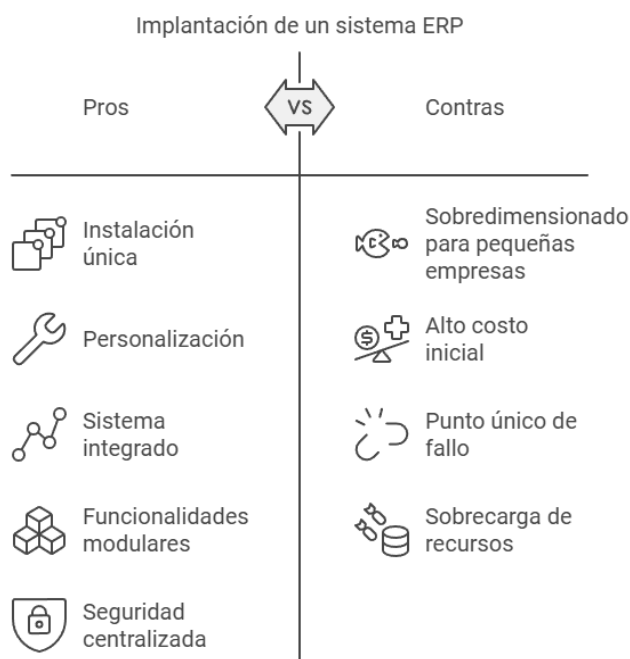 Implantación de un sistema ERP
Pros
VS
Contras
Instalación
única
Personalización
Sistema
integrado
Funcionalidades
modulares
Seguridad
centralizada
Sobredimensionado
para pequeñas
empresas
$
Alto costo
inicial
Punto único de
fallo
Sobrecarga de
recursos